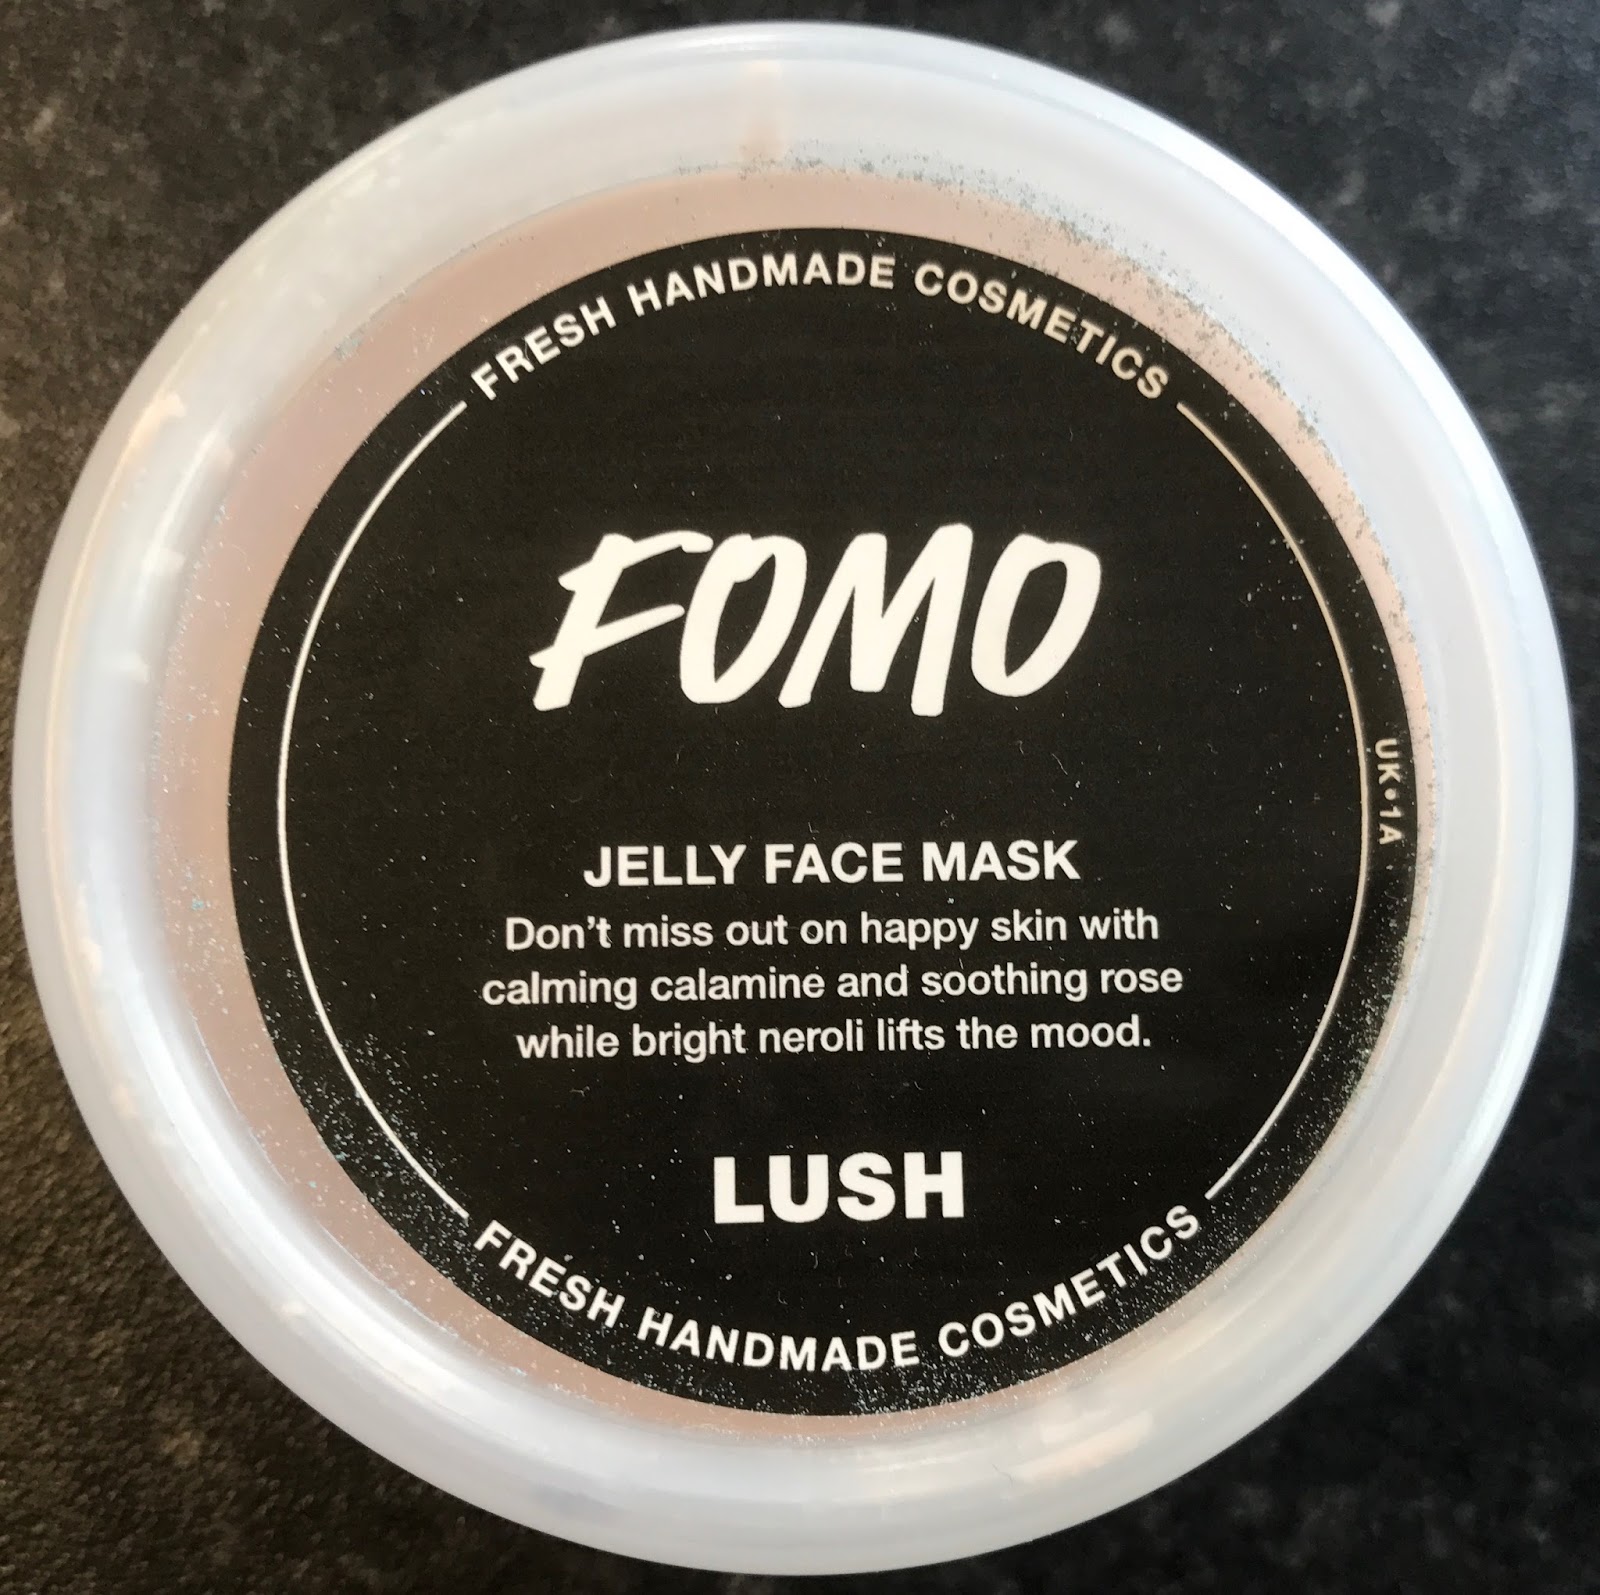 FRESH HANDMADE COSMETICS
FOMO
UK•1A
JELLY FACE MASK
Don't miss out on happy skin with
calming calamine and soothing rose
while bright neroli lifts the mood.
LUSH
FRESH HANDMADE COSMETICS